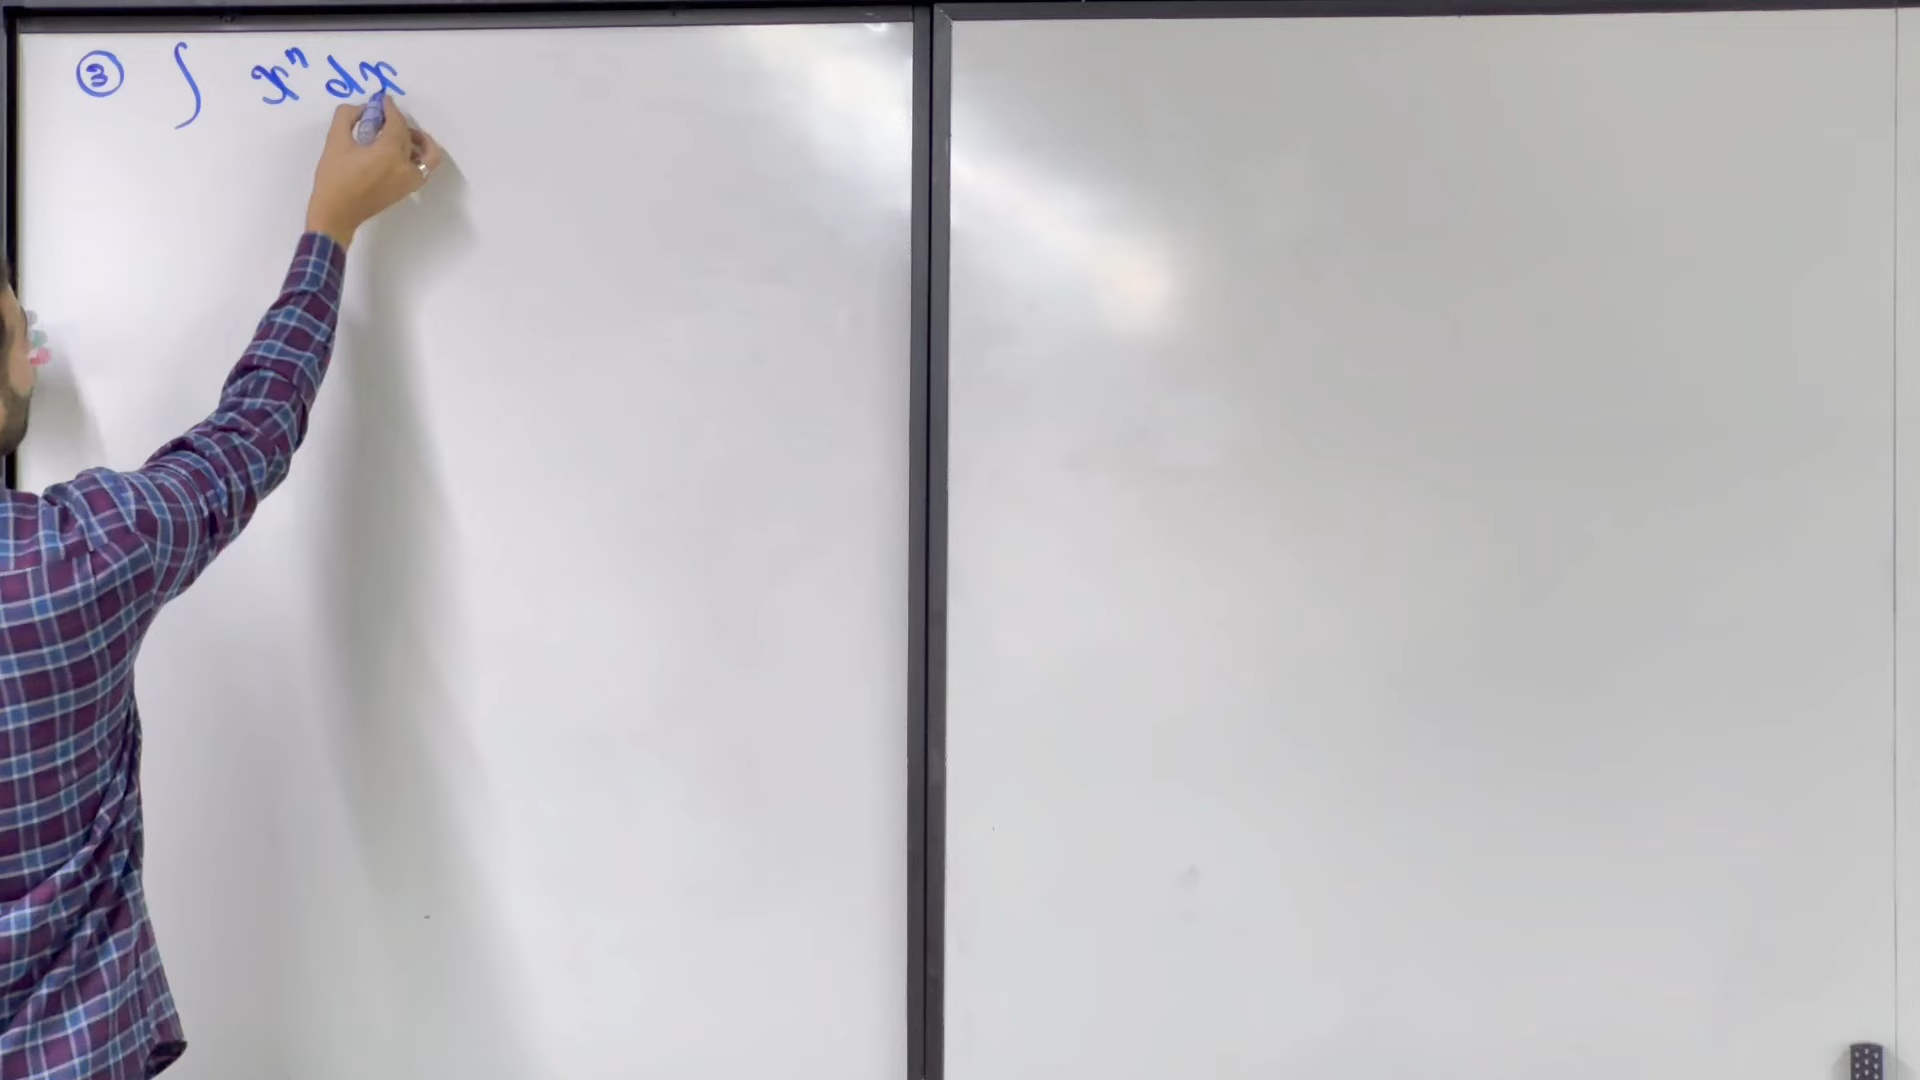 ③ ∫ xⁿ dx